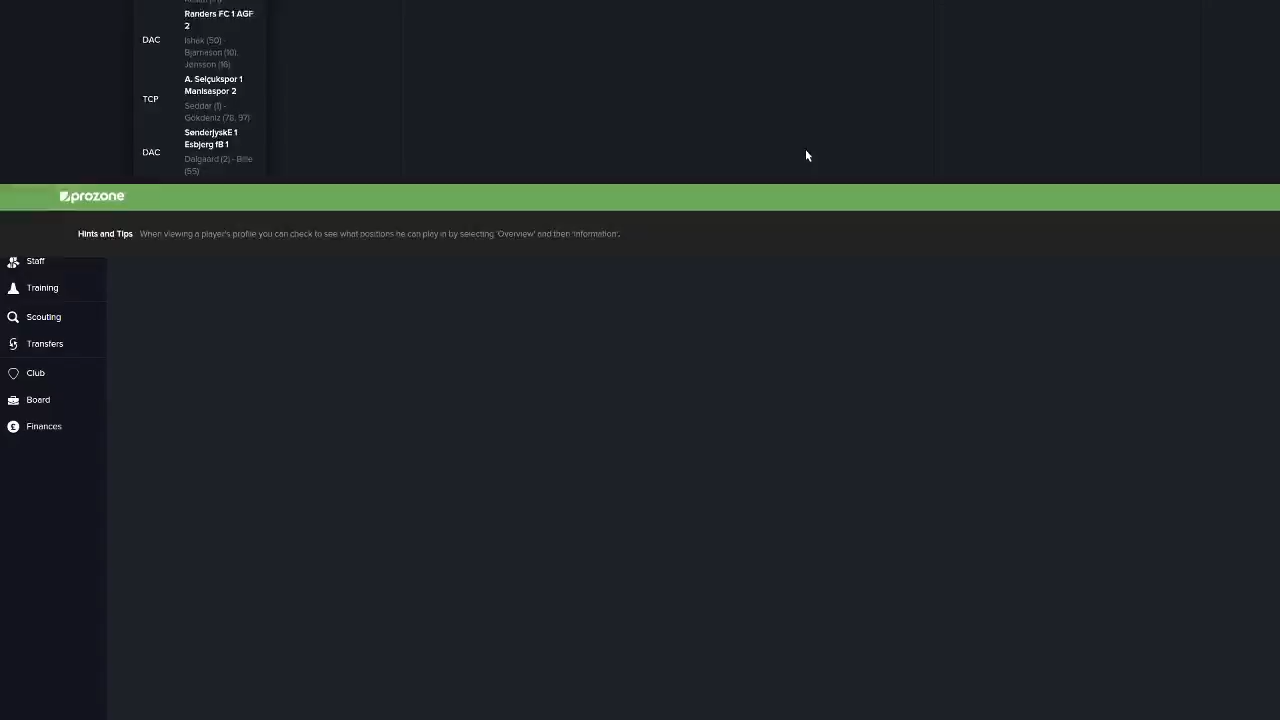 Randers FC 1 AGF
2
DAC
Ishak (50) -
Bjarnason (10),
Jønsson (16)
A. Selçukspor 1
Manisaspor 2
TCP
Seddar (1) -
Gökdeniz (78, 97)
SønderjyskE 1
Esbjerg fB 1
DAC
Dalgaard (2) - Bille
(55)
prozone
Hints and Tips When viewing a player's profile you can check to see what positions he can play in by selecting 'Overview' and then 'Information'.
Staff
Training
Scouting
Transfers
Club
Board
Finances